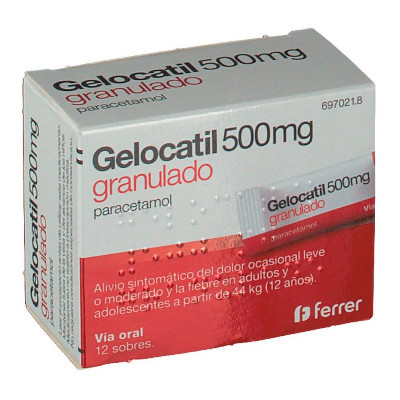 Gelocatil 500mg
granulado
paracetamol
697021.8
Gelocatil 500mg
granulado
paracetamol
Gelocatil 500mg
granulado
paracetamol
Alivio sintomático del dolor ocasional leve
o moderado y la fiebre en adultos y
adolescentes a partir de 44 kg (12 años).
Vía oral
12 sobres.
ferrer
Gelocatil 500mg
granulado
paracetamol